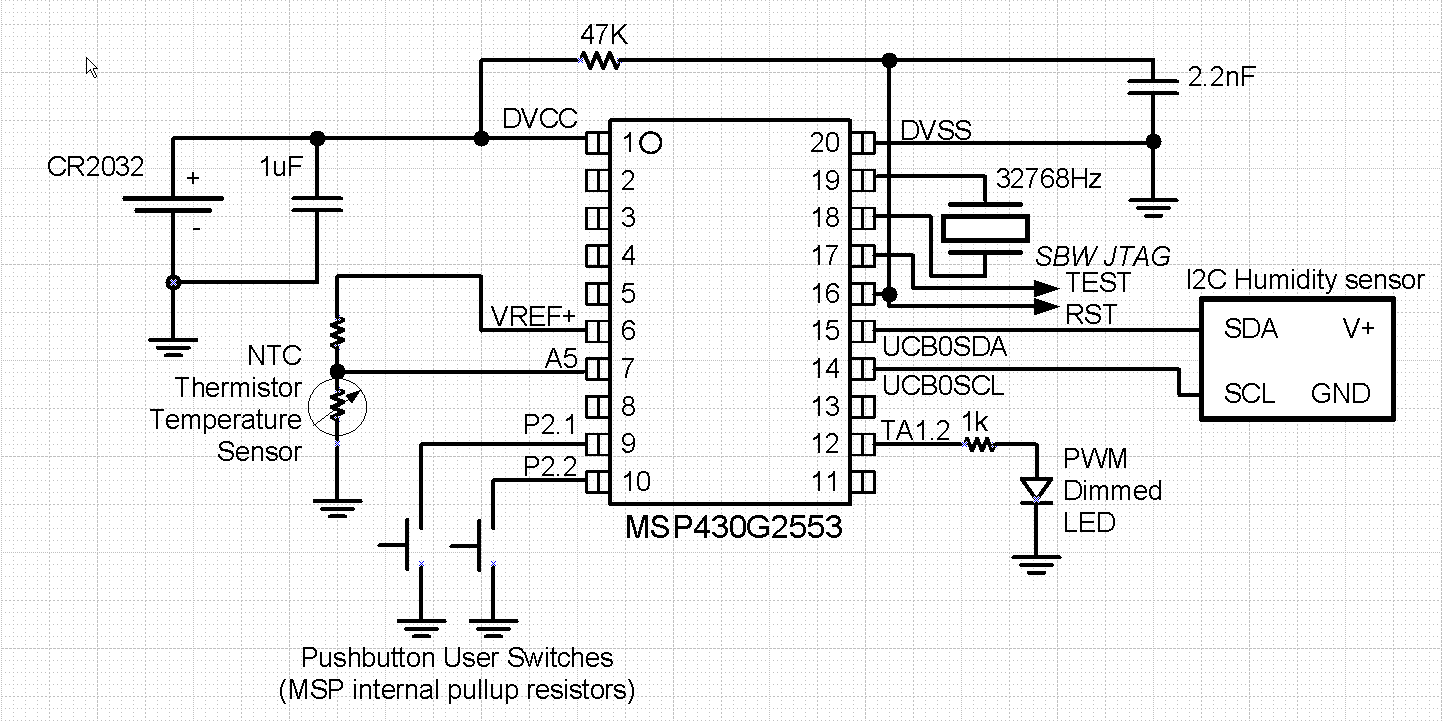 47K
2.2nF
DVCC
DVSS
CR2032
+
-
1uF
1
2
3
4
5
6
7
8
9
10
20
19
18
17
16
15
14
13
12
11
32768Hz
SBW JTAG
TEST
RST
I2C Humidity sensor
SDA V+
SCL GND
VREF+
A5
P2.1
P2.2
NTC
Thermistor
Temperature
Sensor
UCB0SDA
UCB0SCL
TA1.2
1k
PWM
Dimmed
LED
MSP430G2553
Pushbutton User Switches
(MSP internal pullup resistors)